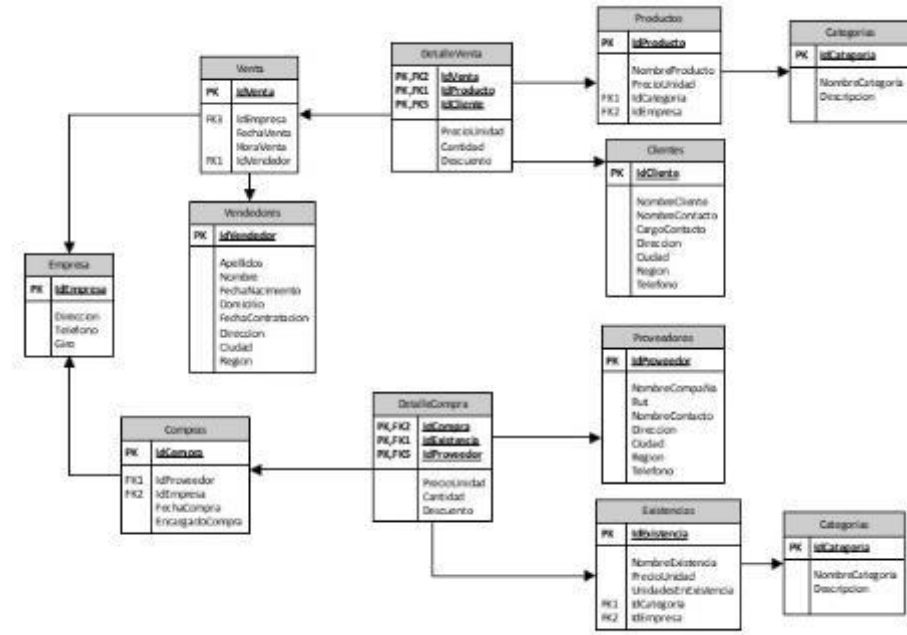 Productos
PK IdProducto
NombreProducto
PrecioUnidad
FK1 IdCategoria
FK2 IdEmpresa
Categorias
PK IdCategoria
NombreCategoria
Descripcion
Venta
PK IdVenta
FK3 IdEmpresa
FechaVenta
HoraVenta
FK1 IdVendedor
DetalleVenta
PK,FK2 IdVenta
PK,FK1 IdProducto
PK,FK5 IdCliente
PrecioUnidad
Cantidad
Descuento
Clientes
PK IdCliente
NombreCliente
NombreContacto
CargoContacto
Direccion
Ciudad
Region
Telefono
Vendedores
PK IdVendedor
Apellidos
Nombre
FechaNacimiento
Domicilio
FechaContratacion
Direccion
Ciudad
Region
Empresa
PK IdEmpresa
Direccion
Telefono
Giro
Proveedores
PK IdProveedor
NombreCompañia
Rut
NombreContacto
Direccion
Ciudad
Region
Telefono
DetalleCompra
PK,FK2 IdCompra
PK,FK1 IdExistencia
PK,FK5 IdProveedor
PrecioUnidad
Cantidad
Descuento
Compras
PK IdCompra
FK1 IdProveedor
FK2 IdEmpresa
FechaCompra
EncargadoCompra
Existencias
PK IdExistencia
NombreExistencia
PrecioUnidad
UnidadesEnExistencia
FK1 IdCategoria
FK2 IdEmpresa
Categorias
PK IdCategoria
NombreCategoria
Descripcion